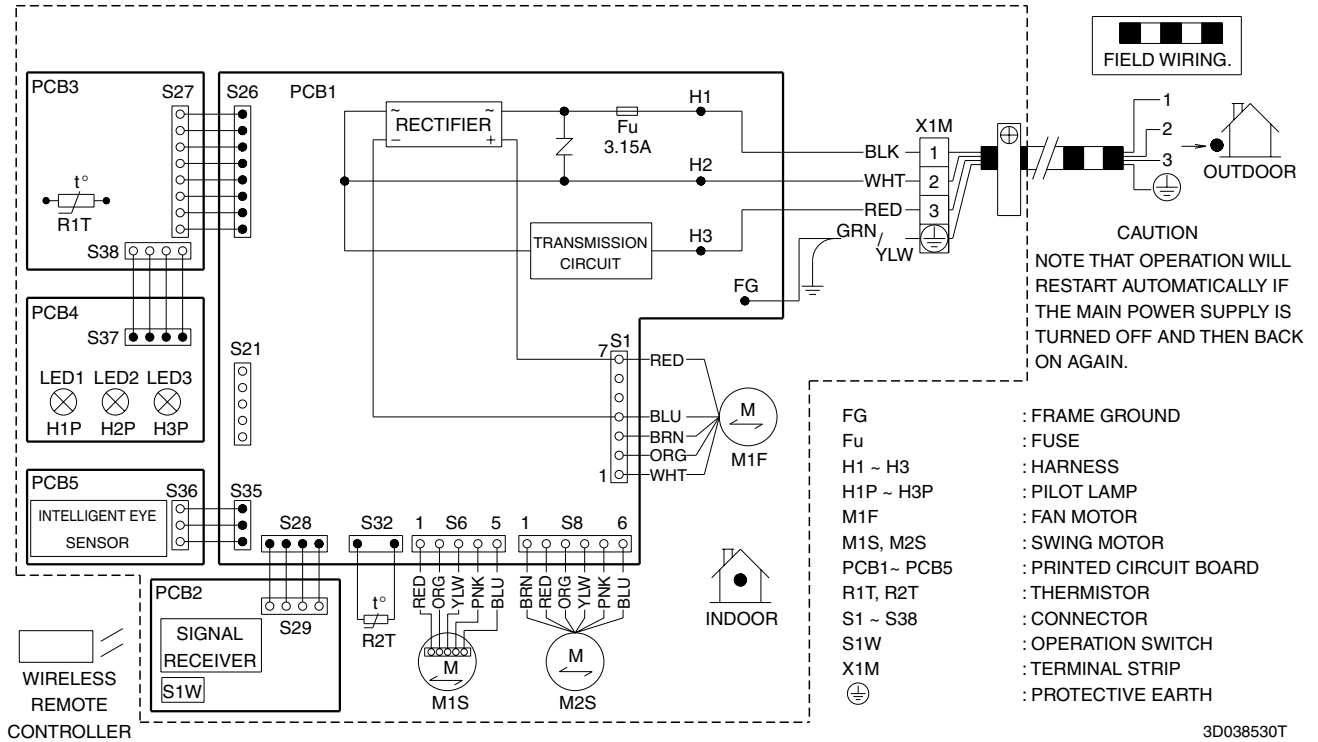 PCB3
S27
S26
PCB1
t°
R1T
S38
RECTIFIER
~ ~
− +
Fu
3.15A
H1
H2
H3
TRANSMISSION
CIRCUIT
FG
BLK
WHT
RED
GRN/
YLW
X1M
1
2
3
FIELD WIRING.
1
2
3
OUTDOOR
CAUTION
NOTE THAT OPERATION WILL
RESTART AUTOMATICALLY IF
THE MAIN POWER SUPPLY IS
TURNED OFF AND THEN BACK
ON AGAIN.
PCB4
S37
LED1 LED2 LED3
H1P H2P H3P
S21
S1
7
1
RED
BLU
BRN
ORG
WHT
M
M1F
PCB5
S36
S35
INTELLIGENT EYE
SENSOR
S28
S32
1 S6 5
1 S8 6
PCB2
S29
SIGNAL
RECEIVER
S1W
t°
R2T
RED
ORG
YLW
PNK
BLU
M
M1S
BRN
RED
ORG
YLW
PNK
BLU
M
M2S
INDOOR
WIRELESS
REMOTE
CONTROLLER
FG : FRAME GROUND
Fu : FUSE
H1 ~ H3 : HARNESS
H1P ~ H3P : PILOT LAMP
M1F : FAN MOTOR
M1S, M2S : SWING MOTOR
PCB1~ PCB5 : PRINTED CIRCUIT BOARD
R1T, R2T : THERMISTOR
S1 ~ S38 : CONNECTOR
S1W : OPERATION SWITCH
X1M : TERMINAL STRIP
: PROTECTIVE EARTH
3D038530T